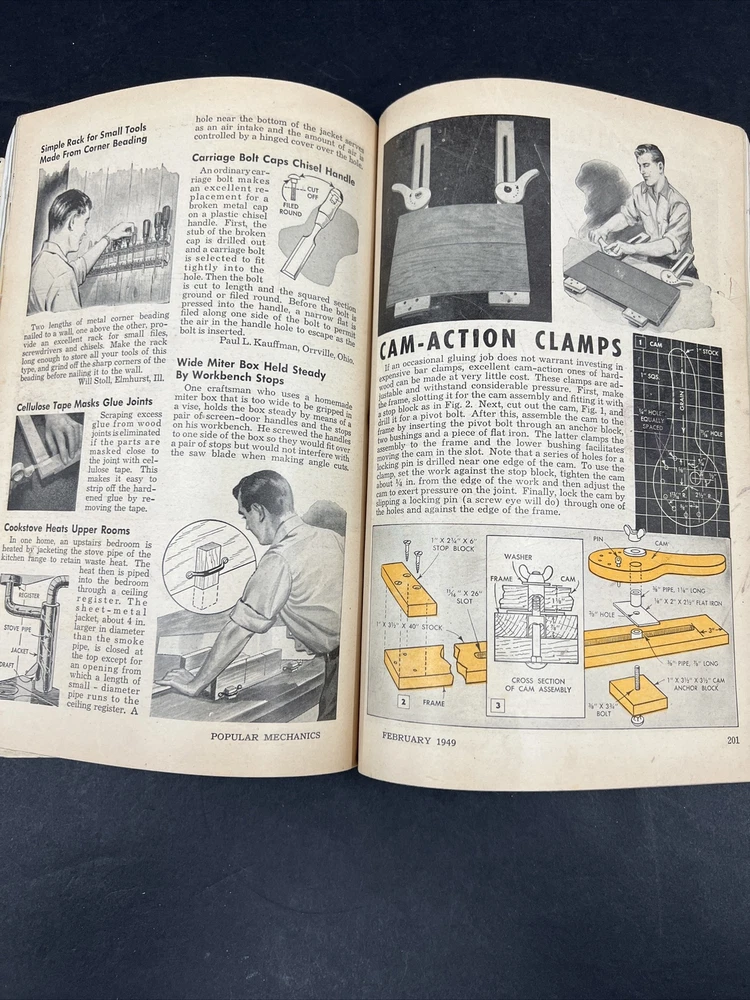 Simple Rack for Small Tools
Made From Corner Beading
Two lengths of metal corner beading
nailed to a wall, one above the other, pro-
vide an excellent rack for small files,
screwdrivers and chisels. Make the rack
long enough to store all your tools of this
type, and grind off the sharp corners of the
beading before nailing it to the wall.
Will Stoll, Elmhurst, Ill.
Cellulose Tape Masks Glue Joints
Scraping excess
glue from wood
joints is eliminated
if the parts are
masked close to
the joint with cel-
lulose tape. This
makes it easy to
strip off the hard-
ened glue by re-
moving the tape.
Cookstove Heats Upper Rooms
In one home, an upstairs bedroom is
heated by jacketing the stove pipe of the
kitchen range to retain waste heat. The
heat then is piped
into the bedroom
through a ceiling
register. The
sheet-metal
jacket, about 4 in.
larger in diameter
than the smoke
pipe, is closed at
the top except for
an opening from
which a length of
small-diameter
pipe runs to the
ceiling register. A
REGISTER
STOVE PIPE
JACKET
DRAFT
hole near the bottom of the jacket serves
as an air intake and the amount of air is
controlled by a hinged cover over the hole.
Carriage Bolt Caps Chisel Handle
An ordinary car-
riage bolt makes
an excellent re-
placement for a
broken metal cap
on a plastic chisel
handle. First, the
stub of the broken
cap is drilled out
and a carriage bolt
is selected to fit
tightly into the
hole. Then the bolt
is cut to length and the squared section
ground or filed round. Before the bolt is
pressed into the handle, a narrow flat is
filed along one side of the bolt to permit
the air in the handle hole to escape as the
bolt is inserted.
Paul L. Kauffman, Orrville, Ohio.
CUT
OFF
FILED
ROUND
Wide Miter Box Held Steady
By Workbench Stops
One craftsman who uses a homemade
miter box that is too wide to be gripped in
a vise, holds the box steady by means of a
pair of screen-door handles and the stops
on his workbench. He screwed the handles
to one side of the box so they would fit over
a pair of stops but would not interfere with
the saw blade when making angle cuts.
POPULAR MECHANICS
CAM-ACTION CLAMPS
If an occasional gluing job does not warrant investing in
expensive bar clamps, excellent cam-action ones of hard-
wood can be made at very little cost. These clamps are ad-
justable and withstand considerable pressure. First, make
the frame, slotting it for the cam assembly and fitting it with
a stop block as in Fig. 2. Next, cut out the cam, Fig. 1, and
drill it for a pivot bolt. After this, assemble the cam to the
frame by inserting the pivot bolt through an anchor block,
two bushings and a piece of flat iron. The latter clamps the
assembly to the frame and the lower bushing facilitates
moving the cam in the slot. Note that a series of holes for a
locking pin is drilled near one edge of the cam. To use the
clamp, set the work against the stop block, tighten the cam
about ¼ in. from the edge of the work and then adjust the
cam to exert pressure on the joint. Finally, lock the cam by
slipping a locking pin (a screw eye will do) through one of
the holes and against the edge of the frame.
1 CAM
" STOCK
1" SQS.
GRAIN
HOLE
EQUALLY
SPACED
HOLE
1" X 2¼" X 6"
STOP BLOCK
" X 26"
SLOT
1" X 3½" X 40" STOCK
2
FRAME
WASHER
FRAME
CAM
3
CROSS SECTION
OF CAM ASSEMBLY
PIN
CAM
PIPE, 1¼" LONG
X 2" X 2½" FLAT IRON
HOLE
3"
PIPE, LONG
1" X 3½" X 3½" CAM
ANCHOR BLOCK
⅜" X 3¾"
BOLT
FEBRUARY 1949
201